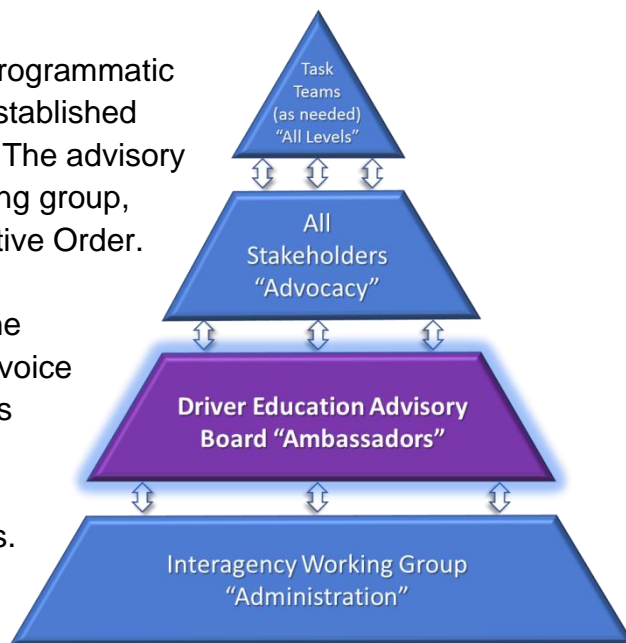 rogrammatic
stablished
The advisory
ng group,
tive Order.
ne
voice
s
s.
Task
Teams
(as needed)
"All Levels"
All
Stakeholders
"Advocacy"
Driver Education Advisory
Board "Ambassadors"
Interagency Working Group
"Administration"